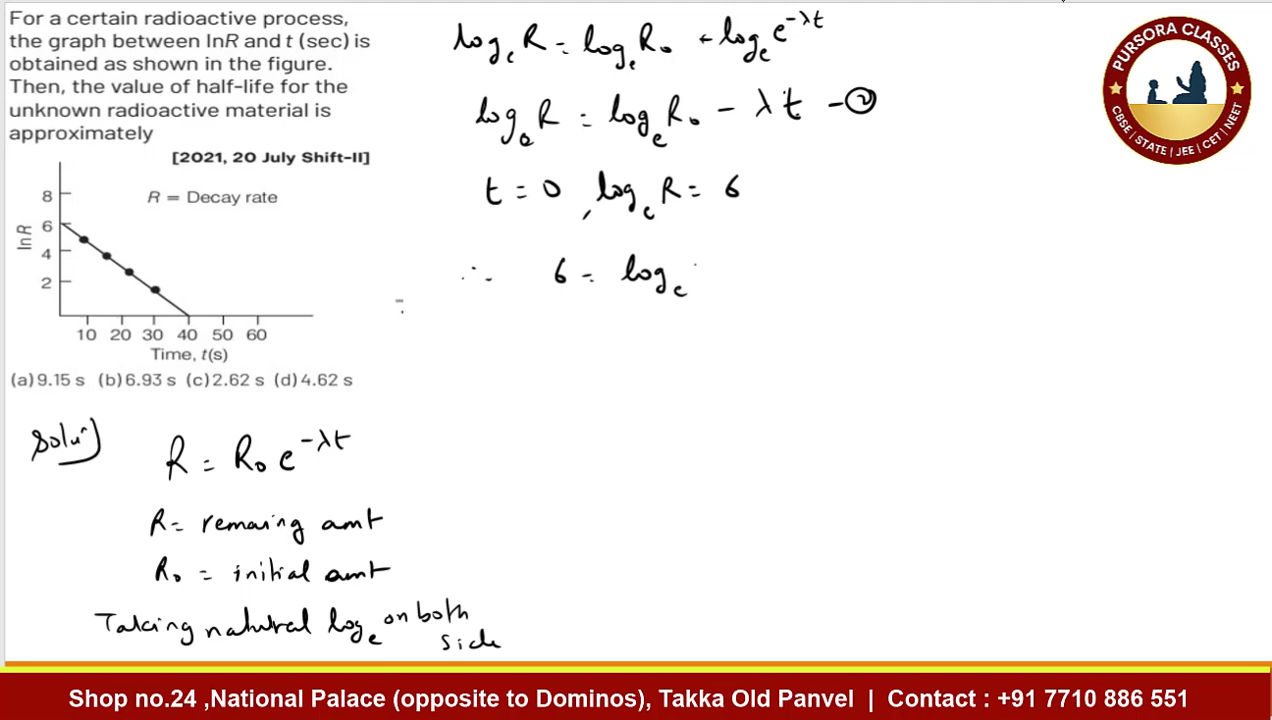 For a certain radioactive process,
the graph between lnR and t (sec) is
obtained as shown in the figure.
Then, the value of half-life for the
unknown radioactive material is
approximately
[2021, 20 July Shift-II]
R = Decay rate
lnR
8
6
4
2
10 20 30 40 50 60
Time, t(s)
(a) 9.15 s (b) 6.93 s (c) 2.62 s (d) 4.62 s
Solu")
R = R₀ e^-λt
R = remaing amt
R₀ = initial amt
Taking natural logₑ on both
side
logₑ R = logₑ R₀ + logₑ e^-λt
logₑ R = logₑ R₀ - λt -②
t = 0, logₑ R = 6
∴ 6 = logₑ
PURSORA CLASSES
CBSE | STATE | JEE | CET | NEET
Shop no.24 ,National Palace (opposite to Dominos), Takka Old Panvel | Contact : +91 7710 886 551